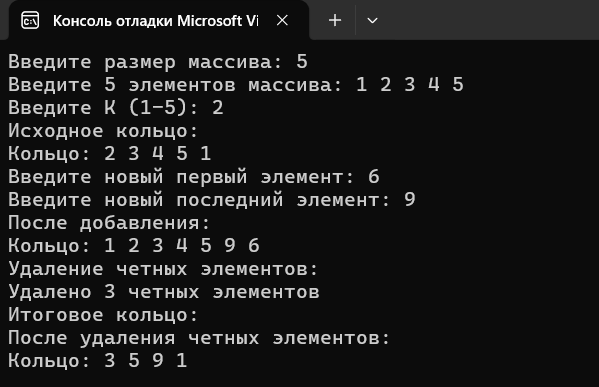 Консоль отладки Microsoft Vi
Введите размер массива: 5
Введите 5 элементов массива: 1 2 3 4 5
Введите K (1-5): 2
Исходное кольцо:
Кольцо: 2 3 4 5 1
Введите новый первый элемент: 6
Введите новый последний элемент: 9
После добавления:
Кольцо: 1 2 3 4 5 9 6
Удаление четных элементов:
Удалено 3 четных элементов
Итоговое кольцо:
После удаления четных элементов:
Кольцо: 3 5 9 1